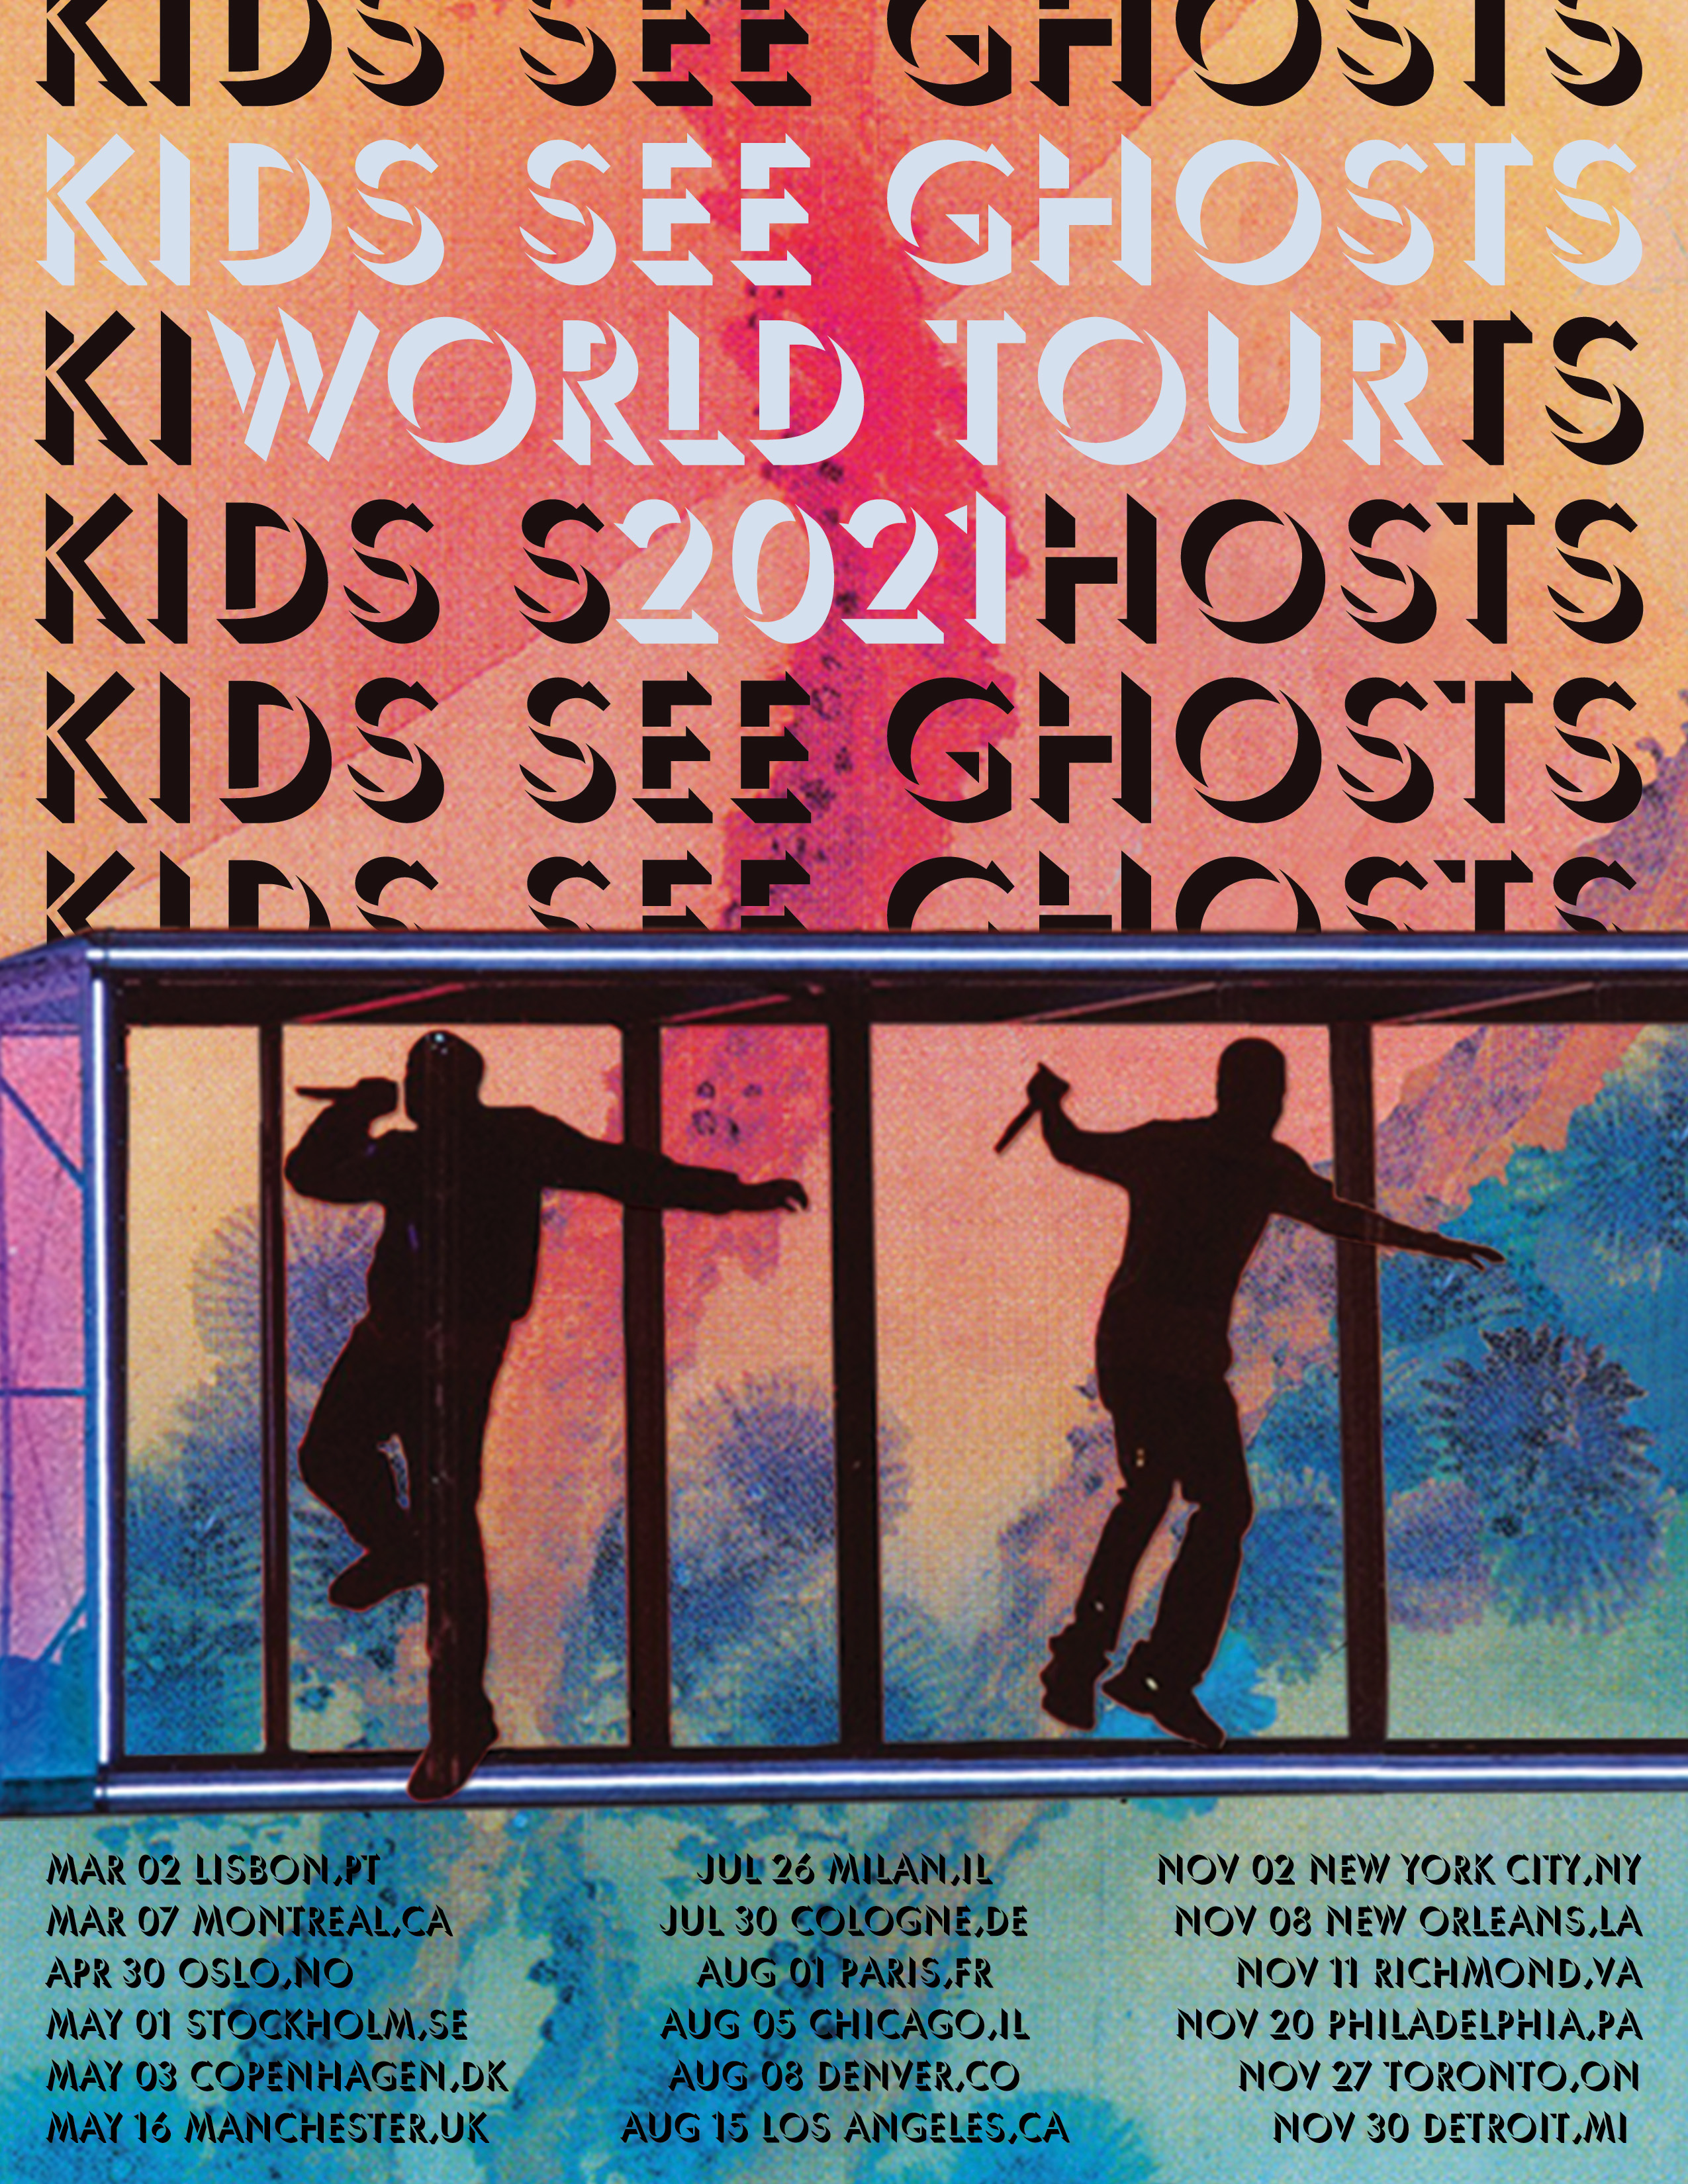 KIDS SEE GHOSTS
KIDS SEE GHOSTS
KIWORLD TOURTS
KIDS S2021HOSTS
KIDS SEE GHOSTS
KIDS SEE GHOSTS
MAR 02 LISBON,PT
MAR 07 MONTREAL,CA
APR 30 OSLO,NO
MAY 01 STOCKHOLM,SE
MAY 03 COPENHAGEN,DK
MAY 16 MANCHESTER,UK
JUL 26 MILAN,IL
JUL 30 COLOGNE,DE
AUG 01 PARIS,FR
AUG 05 CHICAGO,IL
AUG 08 DENVER,CO
AUG 15 LOS ANGELES,CA
NOV 02 NEW YORK CITY,NY
NOV 08 NEW ORLEANS,LA
NOV 11 RICHMOND,VA
NOV 20 PHILADELPHIA,PA
NOV 27 TORONTO,ON
NOV 30 DETROIT,MI